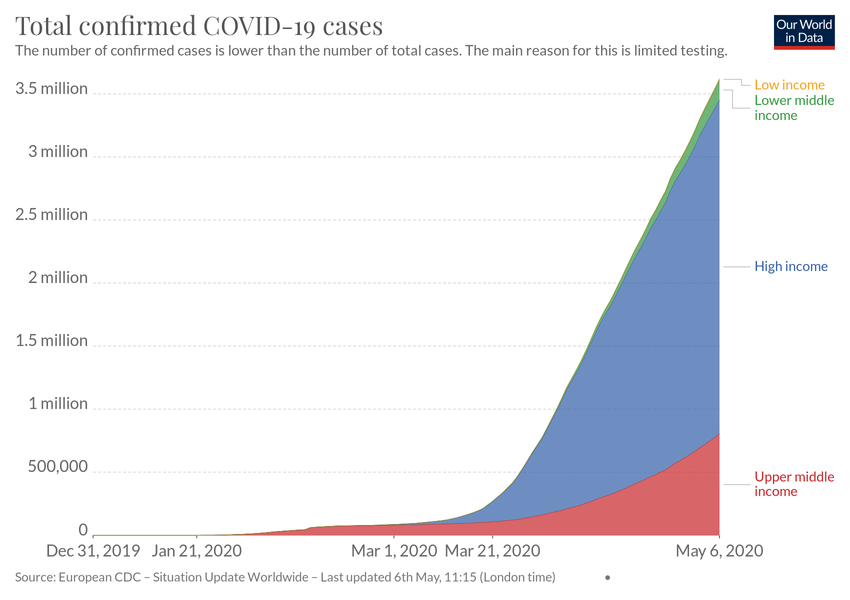 Total confirmed COVID-19 cases
Our World
in Data
The number of confirmed cases is lower than the number of total cases. The main reason for this is limited testing.
3.5 million
3 million
2.5 million
2 million
1.5 million
1 million
500,000
0
Low income
Lower middle
income
High income
Upper middle
income
Dec 31, 2019
Jan 21, 2020
Mar 1, 2020
Mar 21, 2020
May 6, 2020
Source: European CDC – Situation Update Worldwide – Last updated 6th May, 11:15 (London time)
•